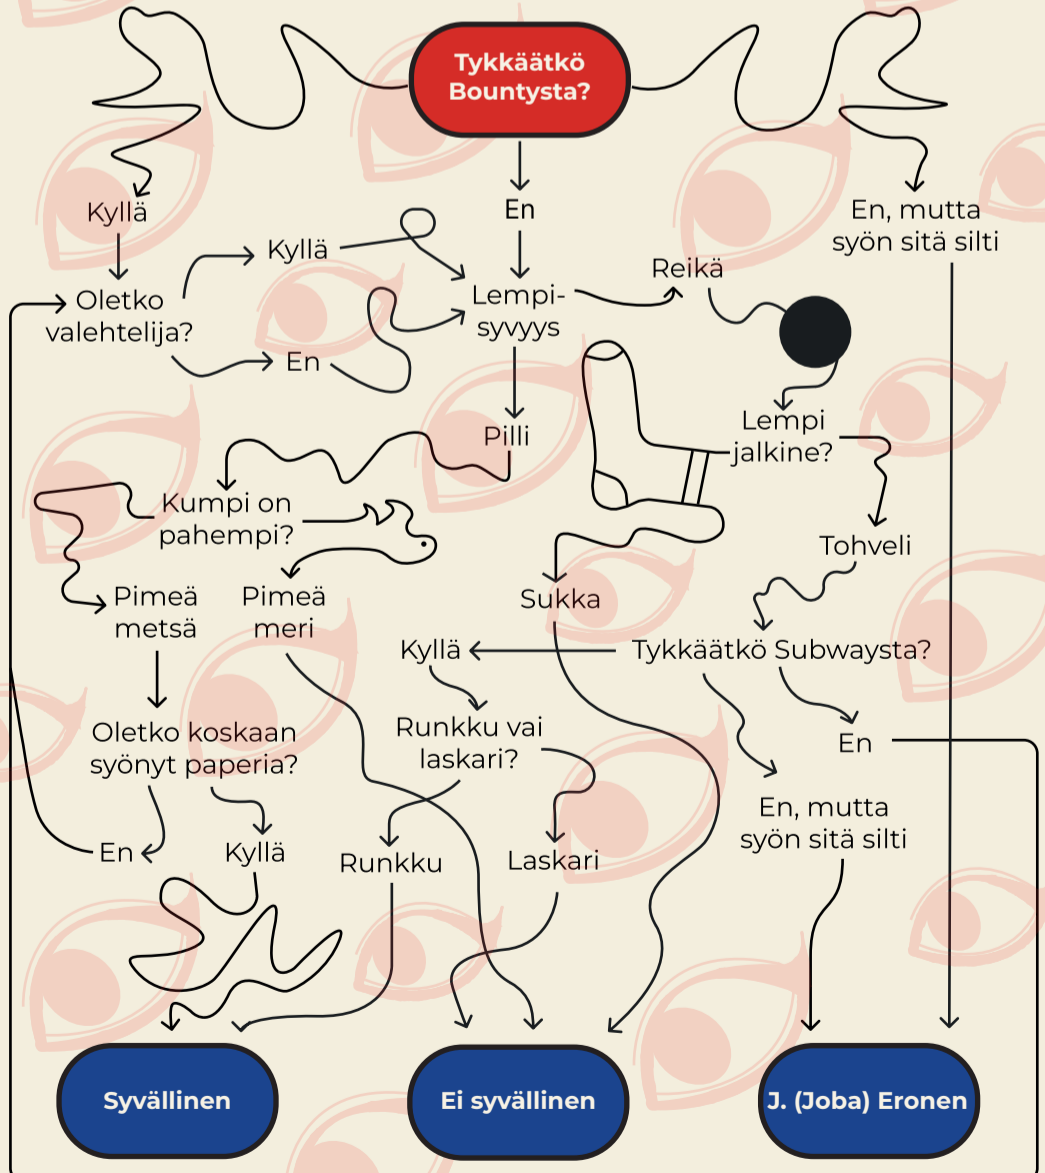 Tykkäätkö
Bountysta?
Kyllä
En
En, mutta
syön sitä silti
Kyllä
Reikä
Oletko
valehtelija?
Lempi-
syvyys
En
Pilli
Lempi
jalkine?
Kumpi on
pahempi?
Tohveli
Pimeä
metsä
Pimeä
meri
Sukka
Kyllä
Tykkäätkö Subwaysta?
Oletko koskaan
syönyt paperia?
Runkku vai
laskari?
En
En, mutta
syön sitä silti
En
Kyllä
Runkku
Laskari
Syvällinen
Ei syvällinen
J. (Joba) Eronen